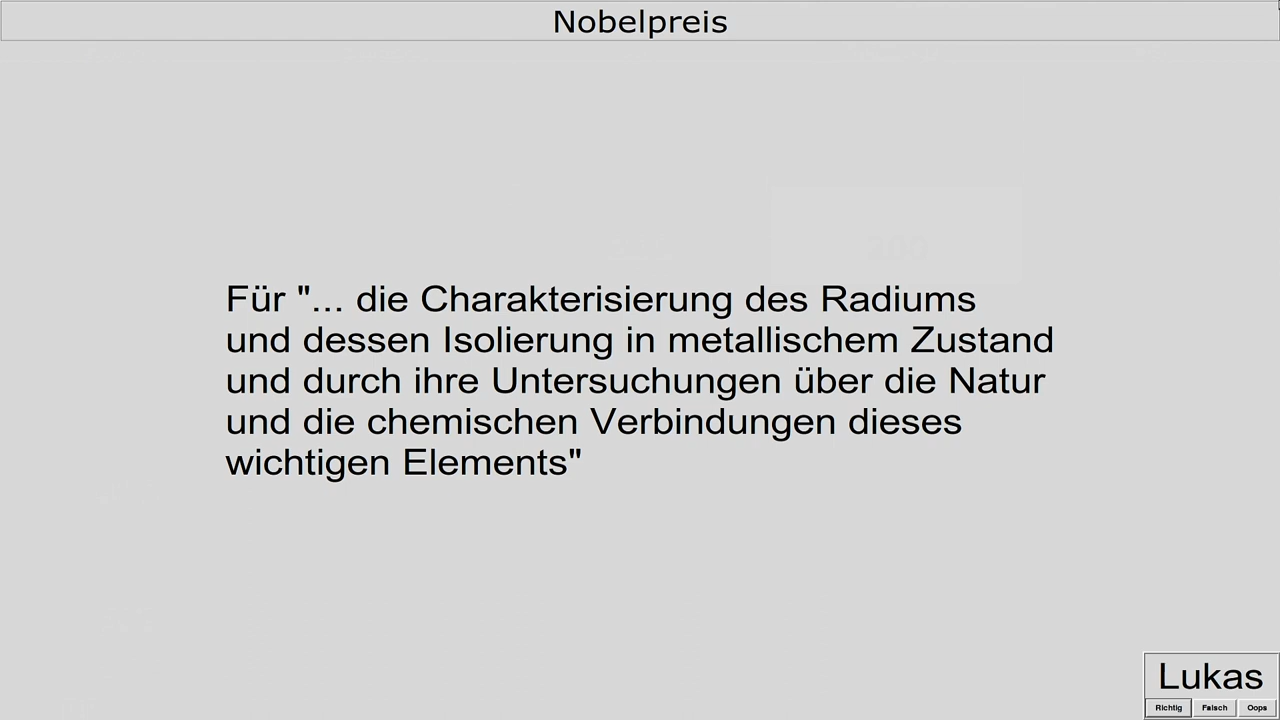 Nobelpreis
Für "... die Charakterisierung des Radiums
und dessen Isolierung in metallischem Zustand
und durch ihre Untersuchungen über die Natur
und die chemischen Verbindungen dieses
wichtigen Elements"
Lukas
Richtig Falsch Oops